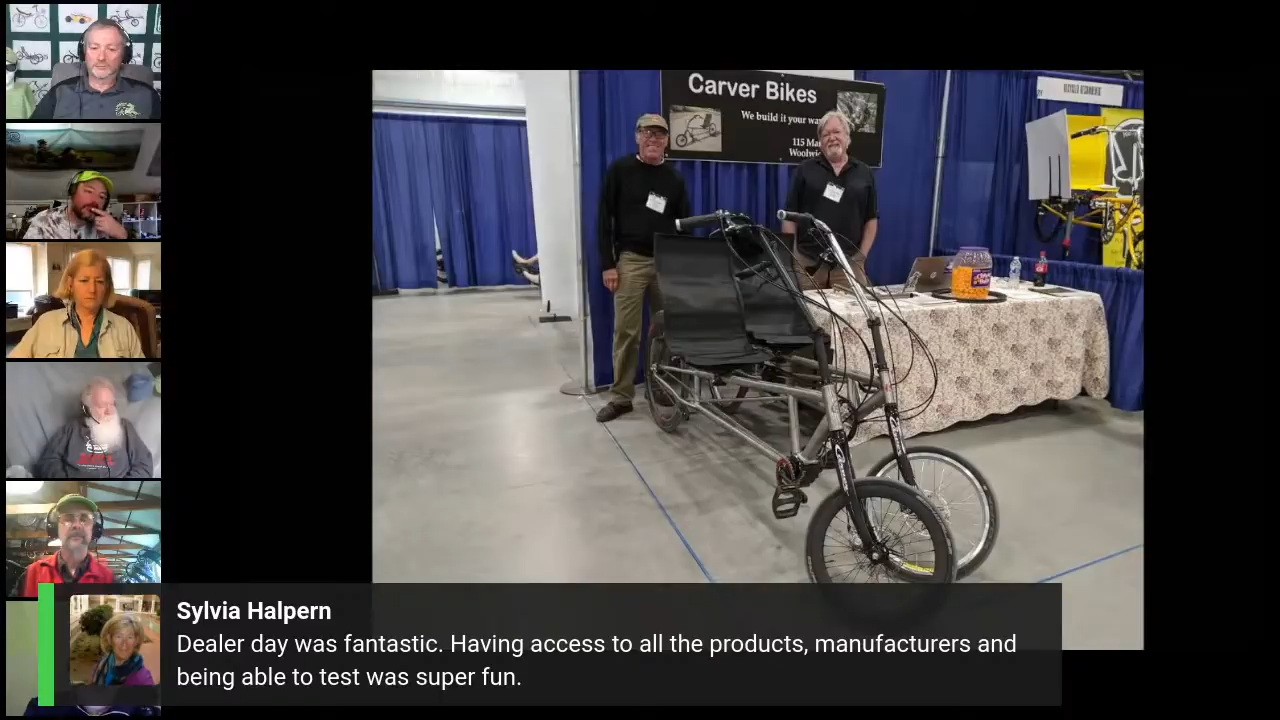 Carver Bikes
We build it your way
115 Ma
Woolwi
Sylvia Halpern
Dealer day was fantastic. Having access to all the products, manufacturers and
being able to test was super fun.